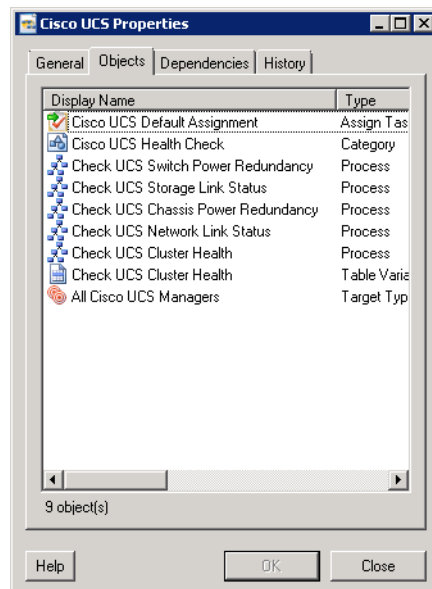 Cisco UCS Properties
General Objects Dependencies History
Display Name Type
Cisco UCS Default Assignment Assign Tas
Cisco UCS Health Check Category
Check UCS Switch Power Redundancy Process
Check UCS Storage Link Status Process
Check UCS Chassis Power Redundancy Process
Check UCS Network Link Status Process
Check UCS Cluster Health Process
Check UCS Cluster Health Table Varia
All Cisco UCS Managers Target Typ
9 object(s)
Help OK Close